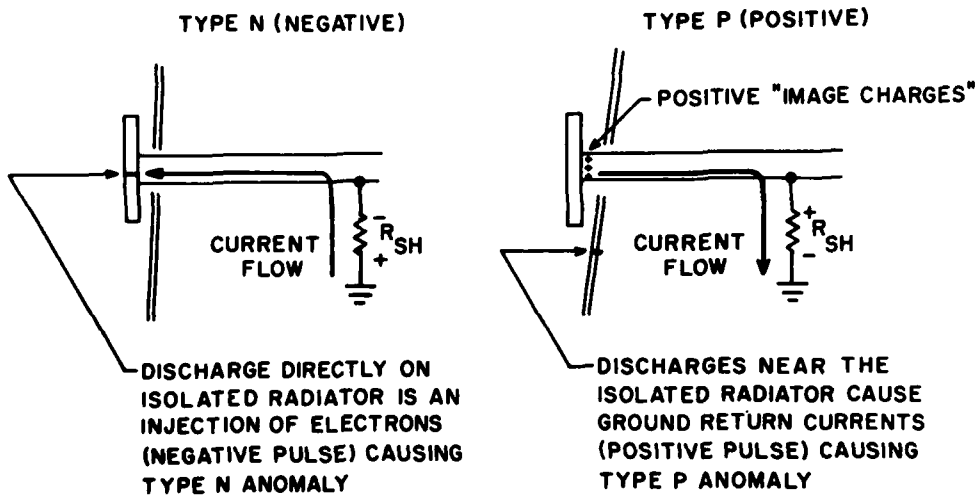 TYPE N (NEGATIVE)
CURRENT
FLOW
-
R SH
+
DISCHARGE DIRECTLY ON
ISOLATED RADIATOR IS AN
INJECTION OF ELECTRONS
(NEGATIVE PULSE) CAUSING
TYPE N ANOMALY
TYPE P (POSITIVE)
POSITIVE "IMAGE CHARGES"
CURRENT
FLOW
+
R SH
-
DISCHARGES NEAR THE
ISOLATED RADIATOR CAUSE
GROUND RETURN CURRENTS
(POSITIVE PULSE) CAUSING
TYPE P ANOMALY